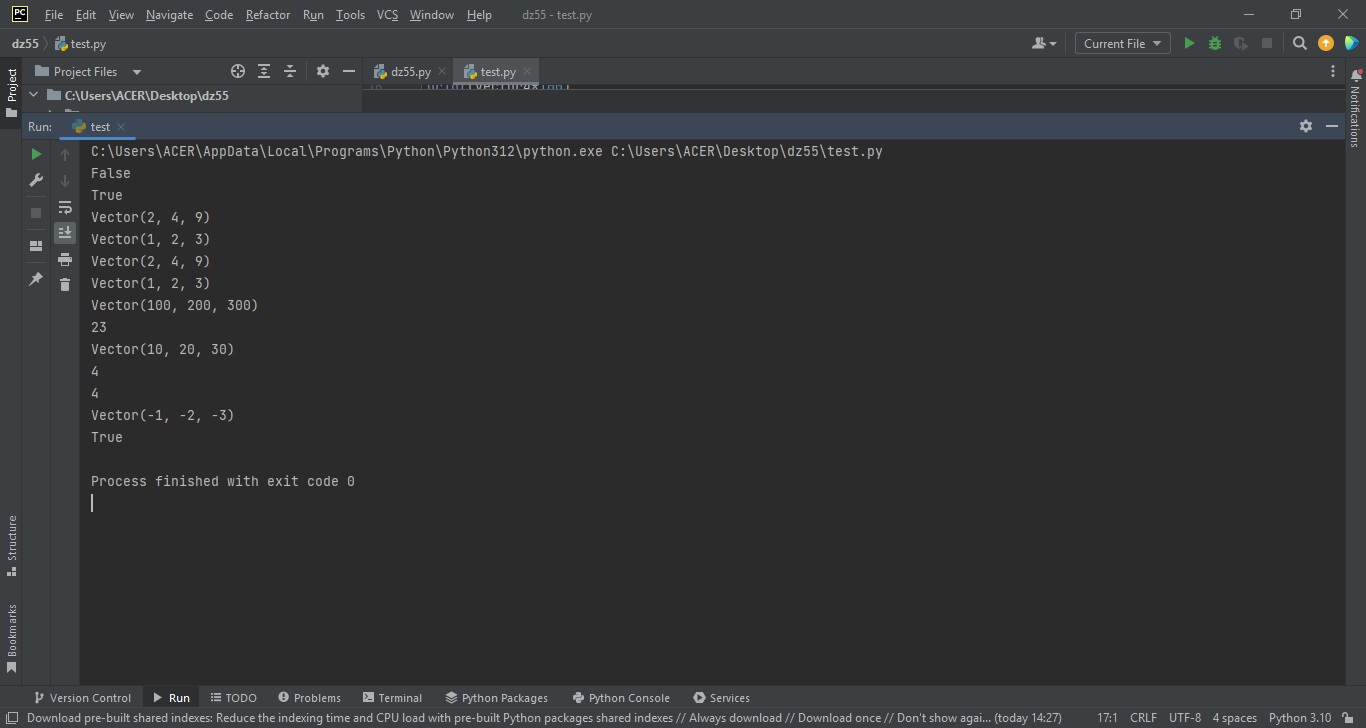 PC File Edit View Navigate Code Refactor Run Tools VCS Window Help dz55 - test.py
dz55 test.py Current File
Project Project Files dz55.py test.py
C:\Users\ACER\Desktop\dz55
Notifications
Run: test
C:\Users\ACER\AppData\Local\Programs\Python\Python312\python.exe C:\Users\ACER\Desktop\dz55\test.py
False
True
Vector(2, 4, 9)
Vector(1, 2, 3)
Vector(2, 4, 9)
Vector(1, 2, 3)
Vector(100, 200, 300)
23
Vector(10, 20, 30)
4
4
Vector(-1, -2, -3)
True
Process finished with exit code 0
Structure
Bookmarks
Version Control Run TODO Problems Terminal Python Packages Python Console Services
Download pre-built shared indexes: Reduce the indexing time and CPU load with pre-built Python packages shared indexes // Always download // Download once // Don't show agai... (today 14:27) 17:1 CRLF UTF-8 4 spaces Python 3.10